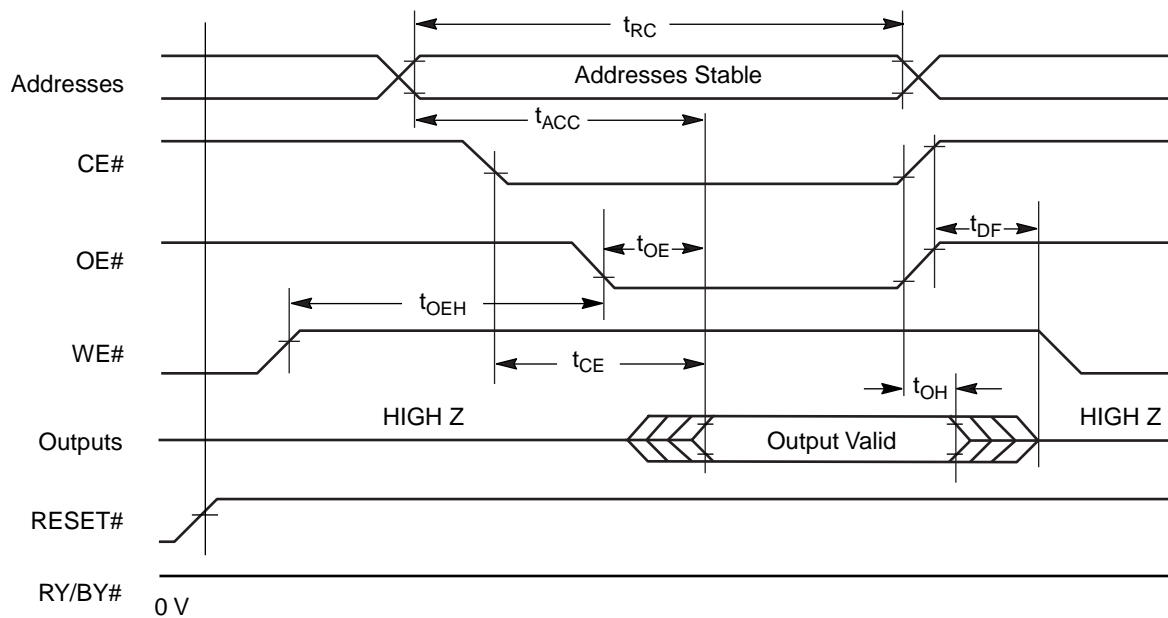 tRC
Addresses
Addresses Stable
tACC
CE#
OE#
tOE
tDF
tOEH
WE#
tCE
tOH
HIGH Z
HIGH Z
Outputs
Output Valid
RESET#
RY/BY#
0 V